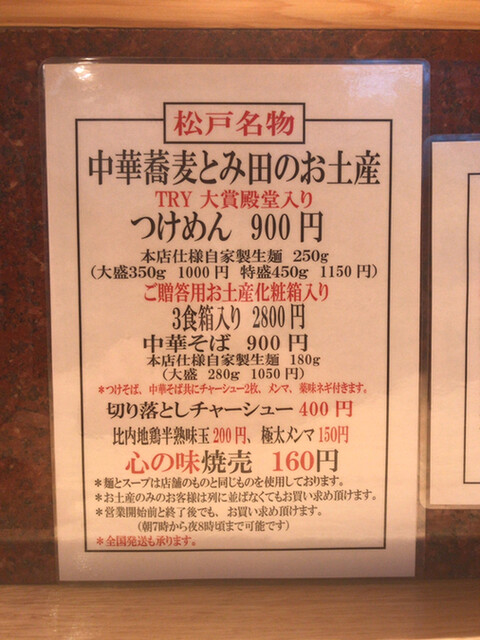 松戸名物
中華蕎麦とみ田のお土産
TRY 大賞殿堂入り
つけめん 900円
本店仕様自家製生麺 250g
(大盛350g 1000円 特盛450g 1150円)
ご贈答用お土産化粧箱入り
3食箱入り 2800円
中華そば 900円
本店仕様自家製生麺 180g
(大盛 280g 1050円)
*つけそば、中華そば共にチャーシュー2枚、メンマ、薬味ネギ付きます。
切り落としチャーシュー 400円
比内地鶏半熟味玉 200円、極太メンマ 150円
心の味焼売 160円
*麺とスープは店舗のものと同じものを使用しております。
*お土産のみのお客様は列に並ばなくてもお買い求め頂けます。
*営業開始前と終了後でも、お買い求め頂けます。
(朝7時から夜8時頃まで可能です)
*全国発送も承ります。